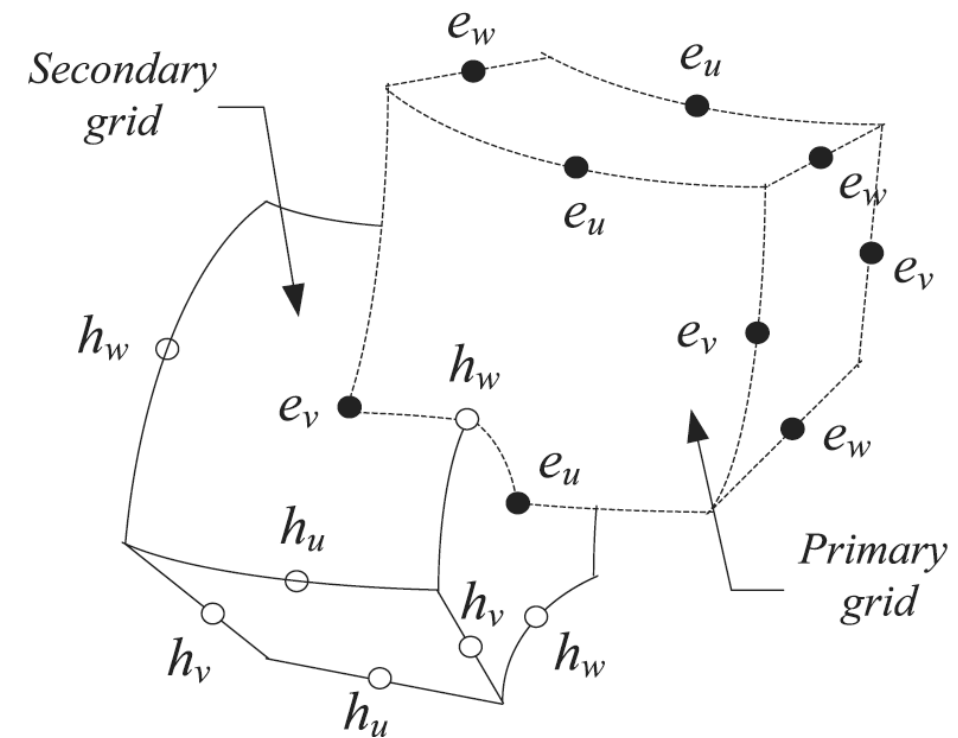 e_w
e_u
Secondary
grid
e_w
e_u
e_v
h_w
e_v
h_w
e_v
e_w
e_u
h_u
Primary
grid
h_v
h_w
h_v
h_u